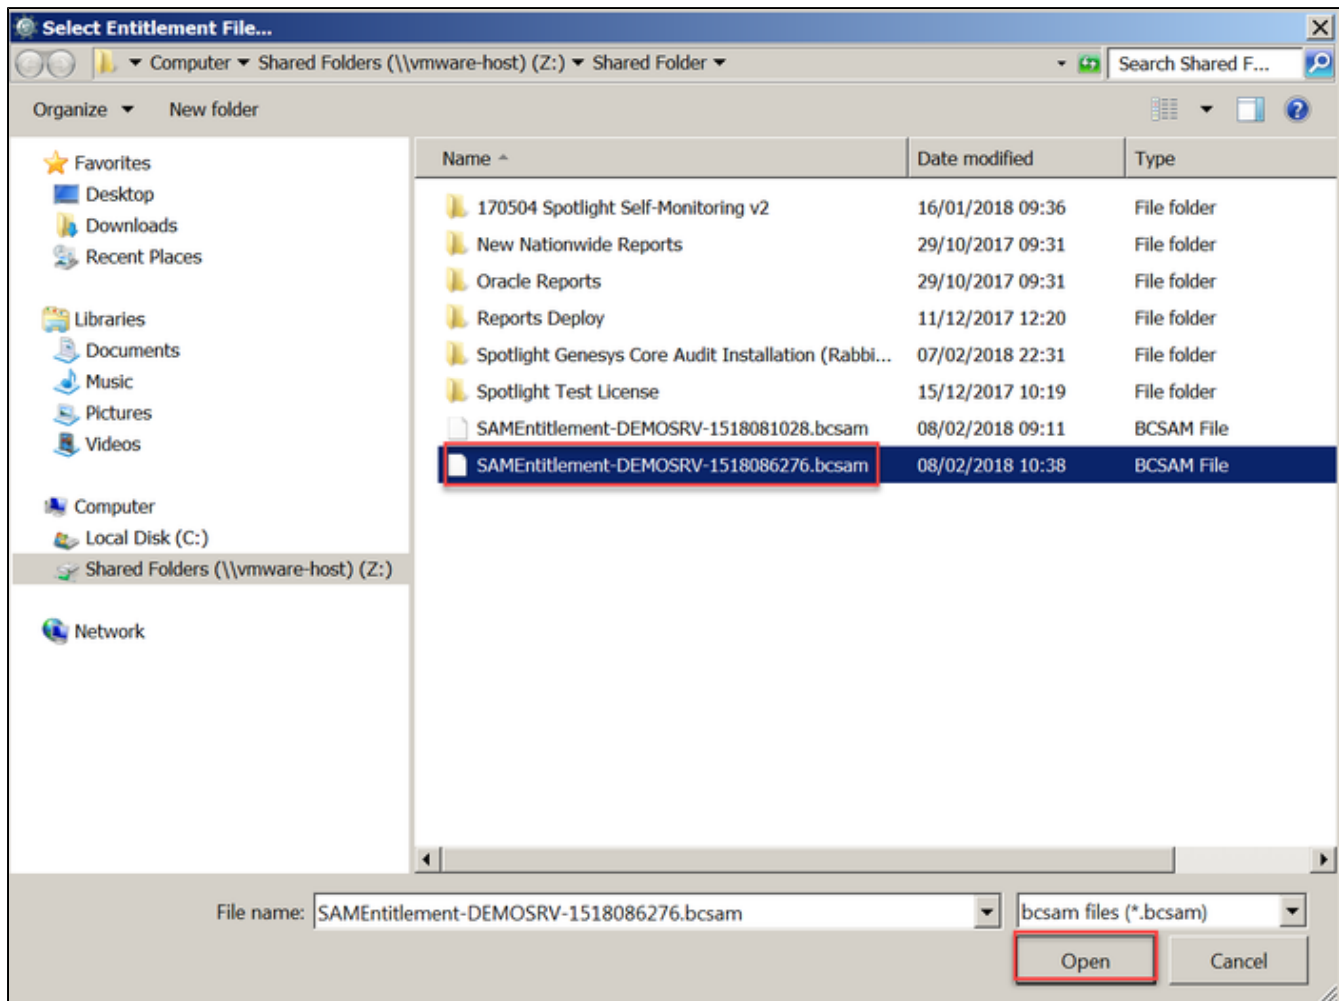 Select Entitlement File...
Computer Shared Folders (\\vmware-host) (Z:) Shared Folder Search Shared F...
Organize New folder
Favorites
Desktop
Downloads
Recent Places
Libraries
Documents
Music
Pictures
Videos
Computer
Local Disk (C:)
Shared Folders (\\vmware-host) (Z:)
Network
Name Date modified Type
170504 Spotlight Self-Monitoring v2 16/01/2018 09:36 File folder
New Nationwide Reports 29/10/2017 09:31 File folder
Oracle Reports 29/10/2017 09:31 File folder
Reports Deploy 11/12/2017 12:20 File folder
Spotlight Genesys Core Audit Installation (Rabbi... 07/02/2018 22:31 File folder
Spotlight Test License 15/12/2017 10:19 File folder
SAMEntitlement-DEMOSRV-1518081028.bcsam 08/02/2018 09:11 BCSAM File
SAMEntitlement-DEMOSRV-1518086276.bcsam 08/02/2018 10:38 BCSAM File
File name: SAMEntitlement-DEMOSRV-1518086276.bcsam bcsam files (*.bcsam)
Open Cancel